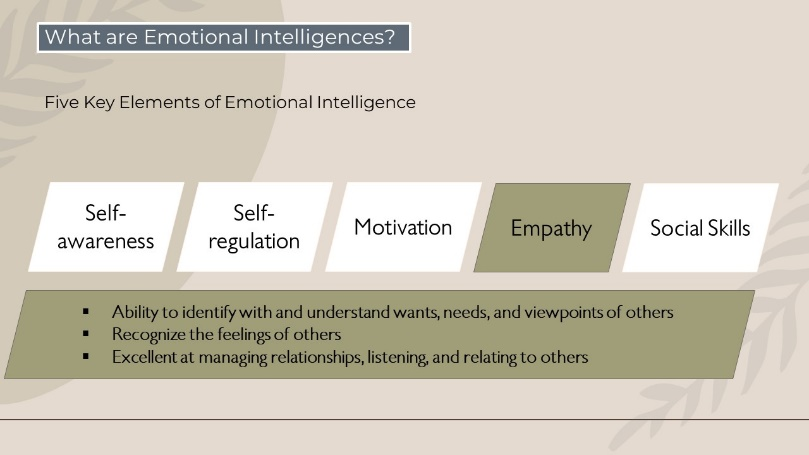 What are Emotional Intelligences?
Five Key Elements of Emotional Intelligence
Self-
awareness
Self-
regulation
Motivation
Empathy
Social Skills
▪ Ability to identify with and understand wants, needs, and viewpoints of others
▪ Recognize the feelings of others
▪ Excellent at managing relationships, listening, and relating to others